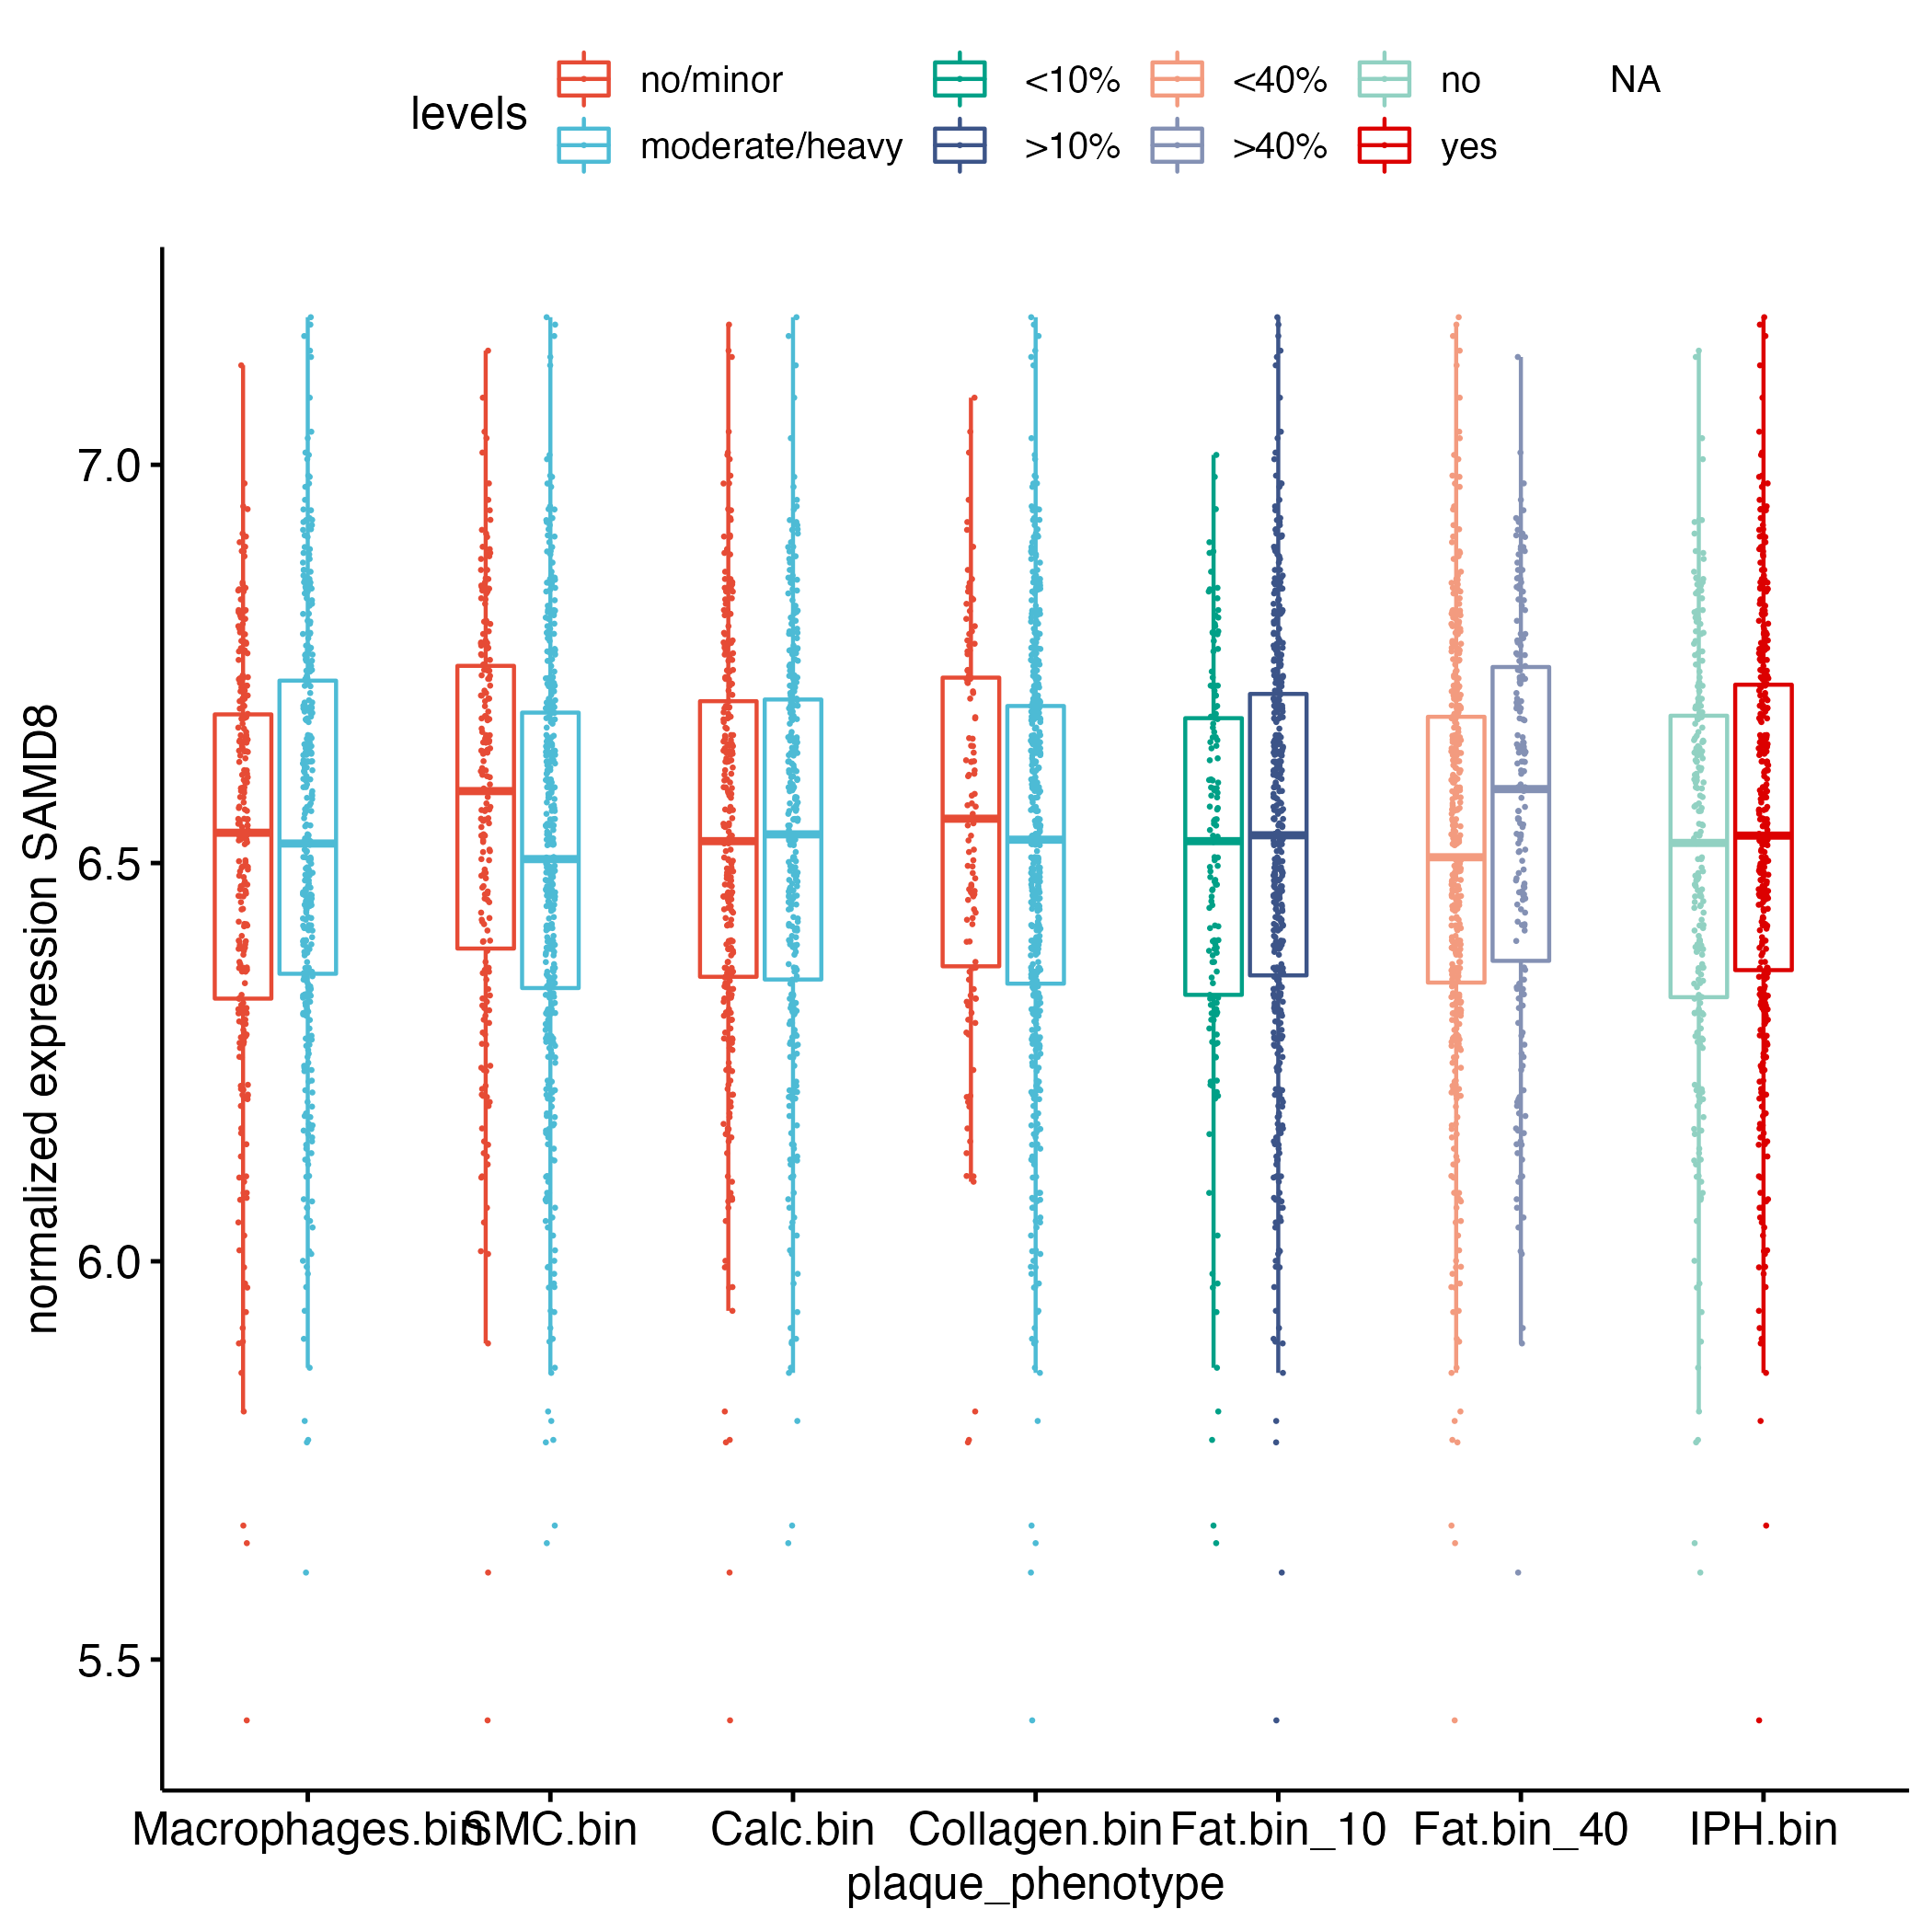 levels
no/minor <10% <40% no NA
moderate/heavy >10% >40% yes
normalized expression SAMD8
7.0
6.5
6.0
5.5
Macrophages.bin SMC.bin Calc.bin Collagen.bin Fat.bin_10 Fat.bin_40 IPH.bin
plaque_phenotype